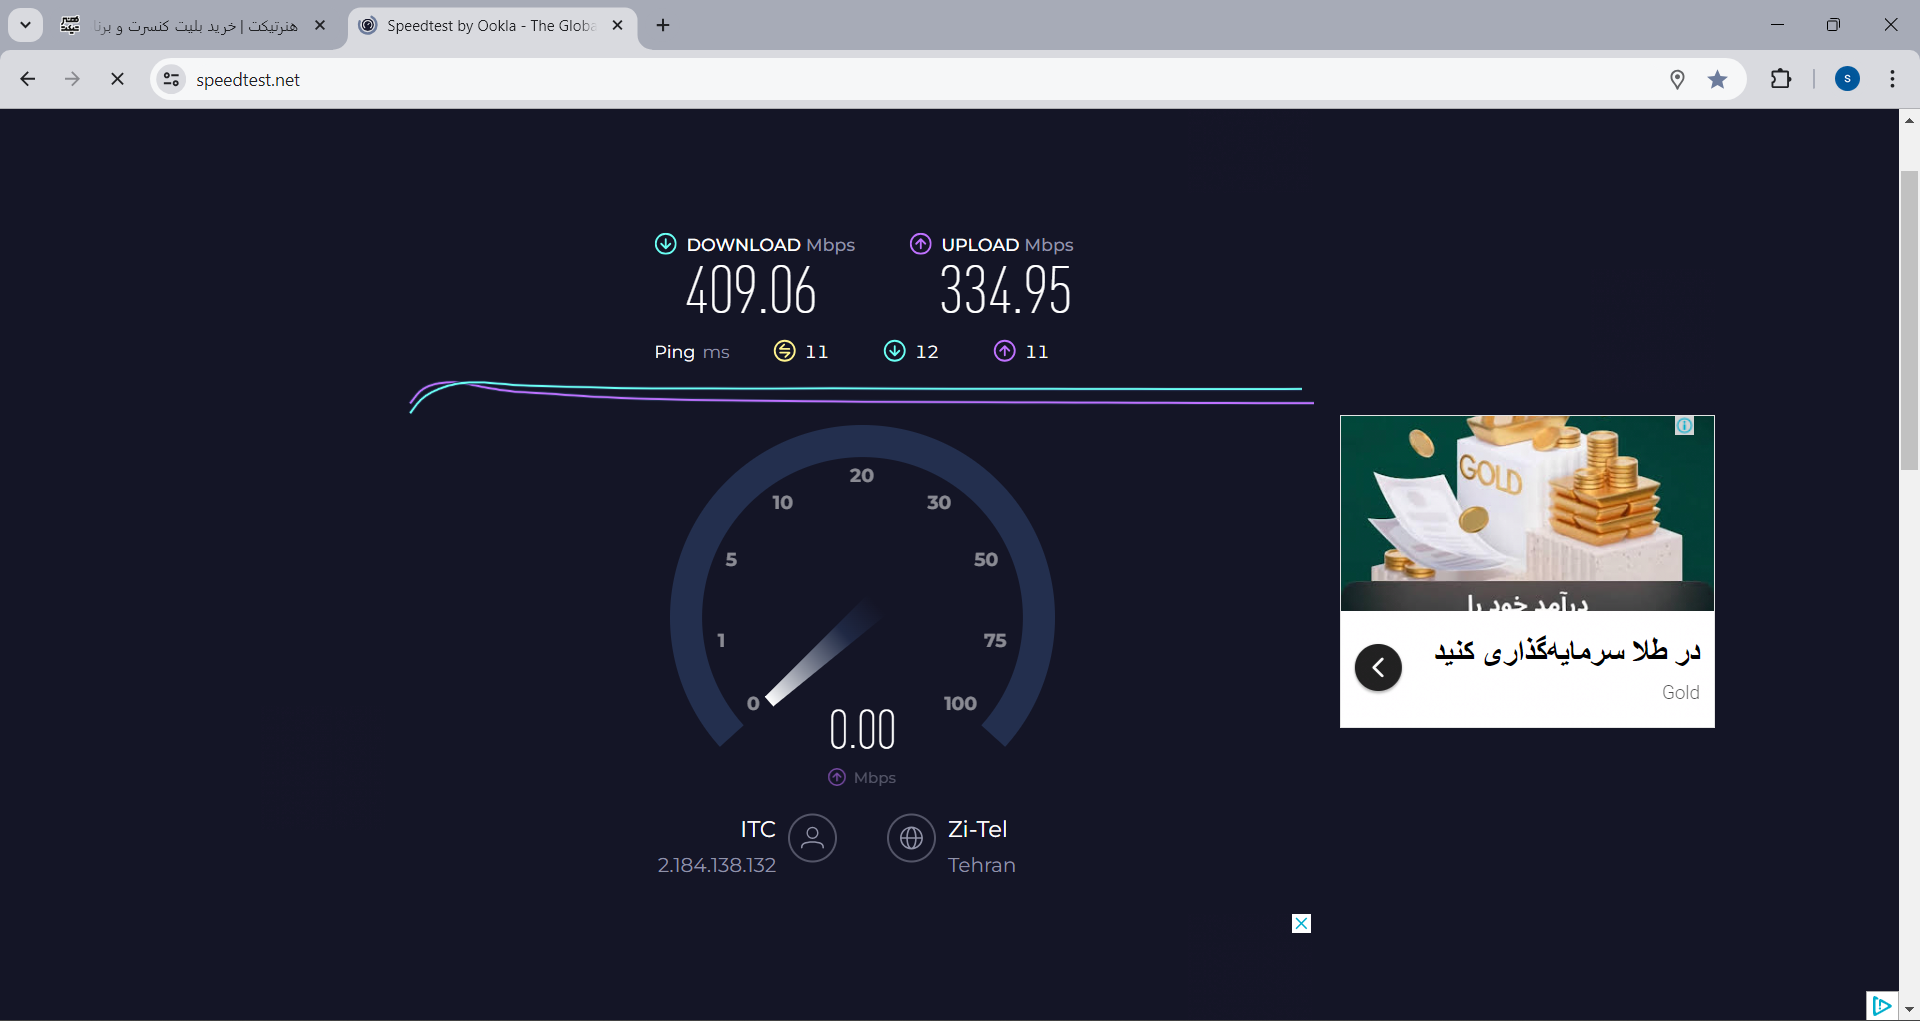 هنرتیکت | خرید بلیت کنسرت و برنا
Speedtest by Ookla - The Globa
speedtest.net
S
DOWNLOAD Mbps
409.06
UPLOAD Mbps
334.95
Ping ms 11 12 11
20
10 30
5 50
1 75
0 100
0.00
Mbps
ITC
2.184.138.132
Zi-Tel
Tehran
GOLD
درآمد خود را
در طلا سرمایه‌گذاری کنید
Gold